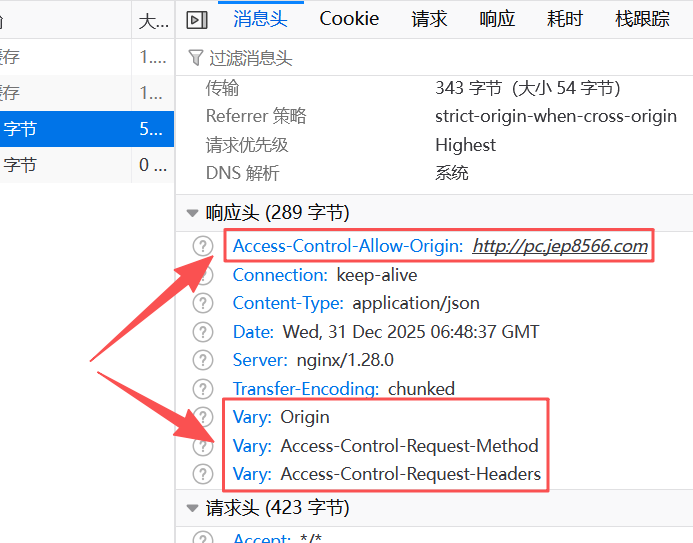 大…
消息头 Cookie 请求 响应 耗时 栈跟踪
缓存 1.…
过滤消息头
缓存 1.…
传输 343 字节 (大小 54 字节)
字节 5…
Referrer 策略 strict-origin-when-cross-origin
请求优先级 Highest
字节 0 …
DNS 解析 系统
响应头 (289 字节)
Access-Control-Allow-Origin: http://pc.jep8566.com
Connection: keep-alive
Content-Type: application/json
Date: Wed, 31 Dec 2025 06:48:37 GMT
Server: nginx/1.28.0
Transfer-Encoding: chunked
Vary: Origin
Vary: Access-Control-Request-Method
Vary: Access-Control-Request-Headers
请求头 (423 字节)
Accept: */*